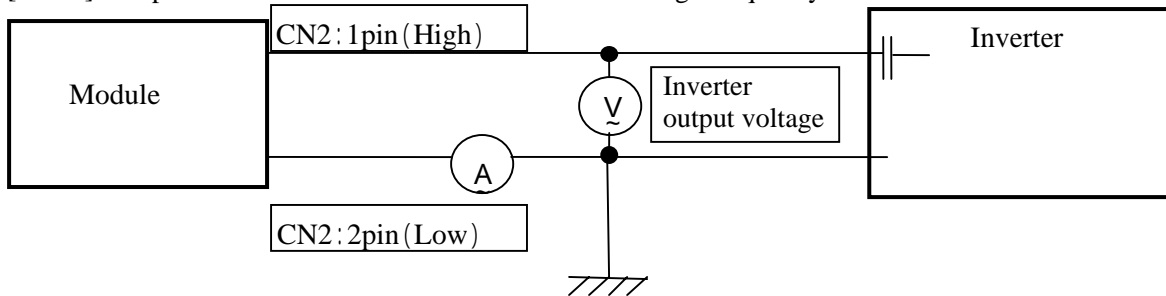 CN2:1pin(High)
Inverter
Module
Inverter
output voltage
V
~
A
~
CN2:2pin(Low)